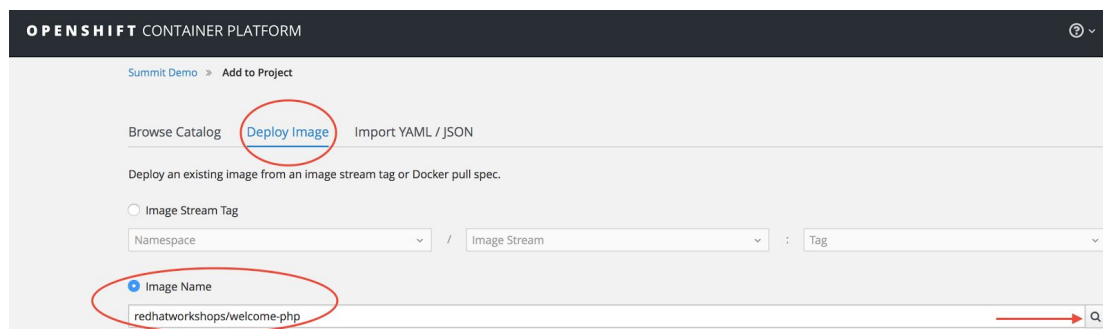 OPENSHIFT CONTAINER PLATFORM
Summit Demo » Add to Project
Browse Catalog Deploy Image Import YAML / JSON
Deploy an existing image from an image stream tag or Docker pull spec.
Image Stream Tag
Namespace / Image Stream : Tag
Image Name
redhatworkshops/welcome-php